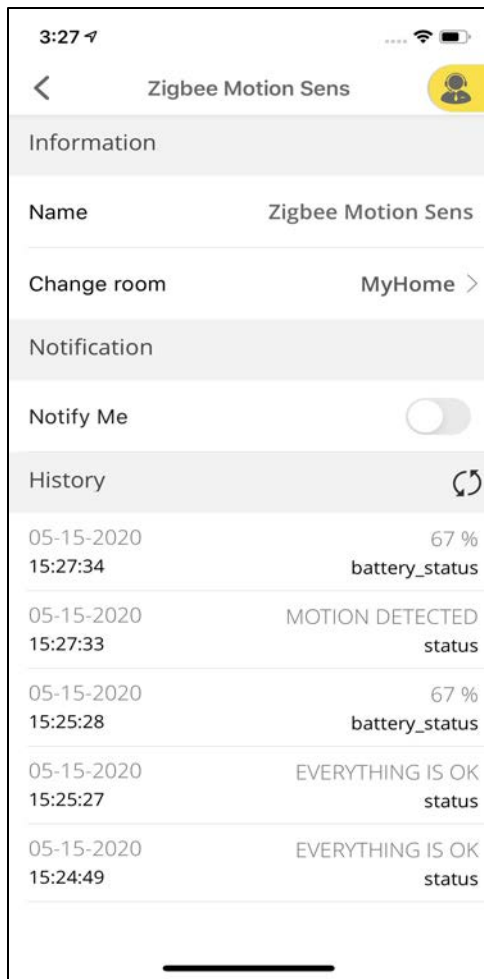 3:27
Zigbee Motion Sens
Information
Name Zigbee Motion Sens
Change room MyHome
Notification
Notify Me
History
05-15-2020 67 %
15:27:34 battery_status
05-15-2020 MOTION DETECTED
15:27:33 status
05-15-2020 67 %
15:25:28 battery_status
05-15-2020 EVERYTHING IS OK
15:25:27 status
05-15-2020 EVERYTHING IS OK
15:24:49 status